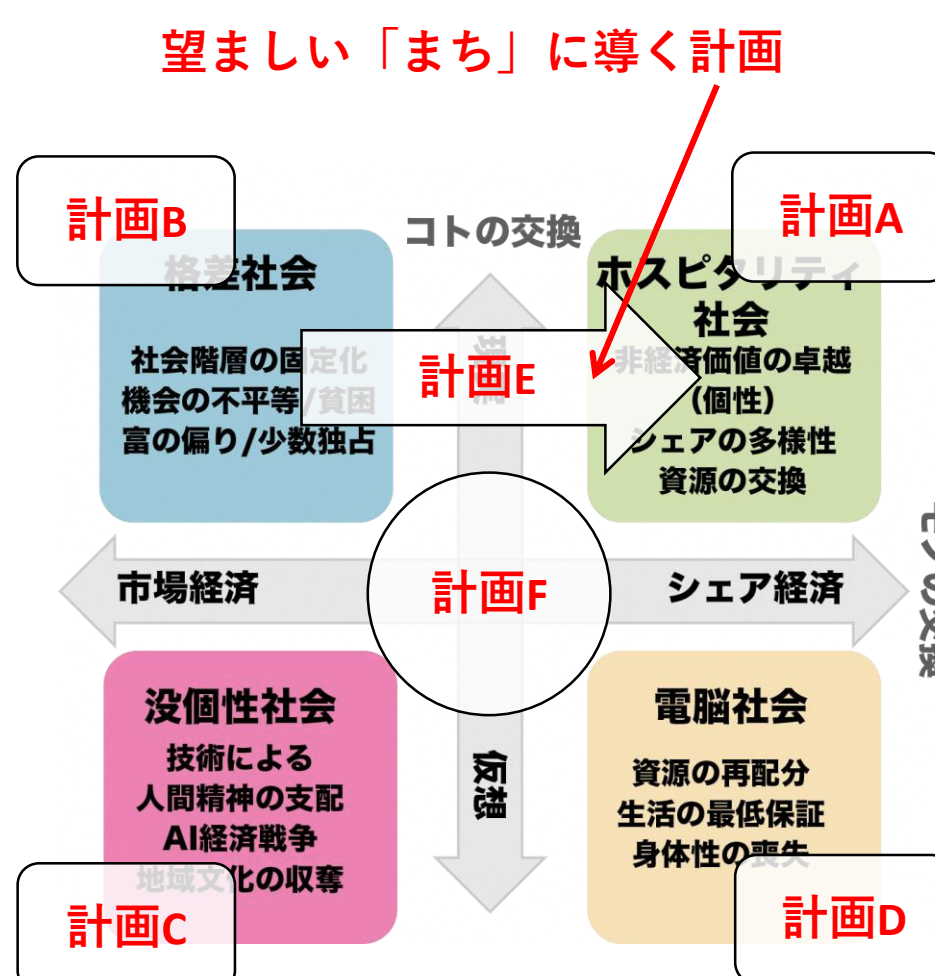 望ましい「まち」に導く計画
計画B
計画A
コトの交換
格差社会
社会階層の固定化
機会の不平等/貧困
富の偏り/少数独占
ホスピタリティ
社会
非経済価値の卓越
(個性)
シェアの多様性
資源の交換
計画E
市場経済
計画F
シェア経済
モノの交換
没個性社会
技術による
人間精神の支配
AI経済戦争
地域文化の収奪
仮想
電脳社会
資源の再配分
生活の最低保証
身体性の喪失
計画C
計画D